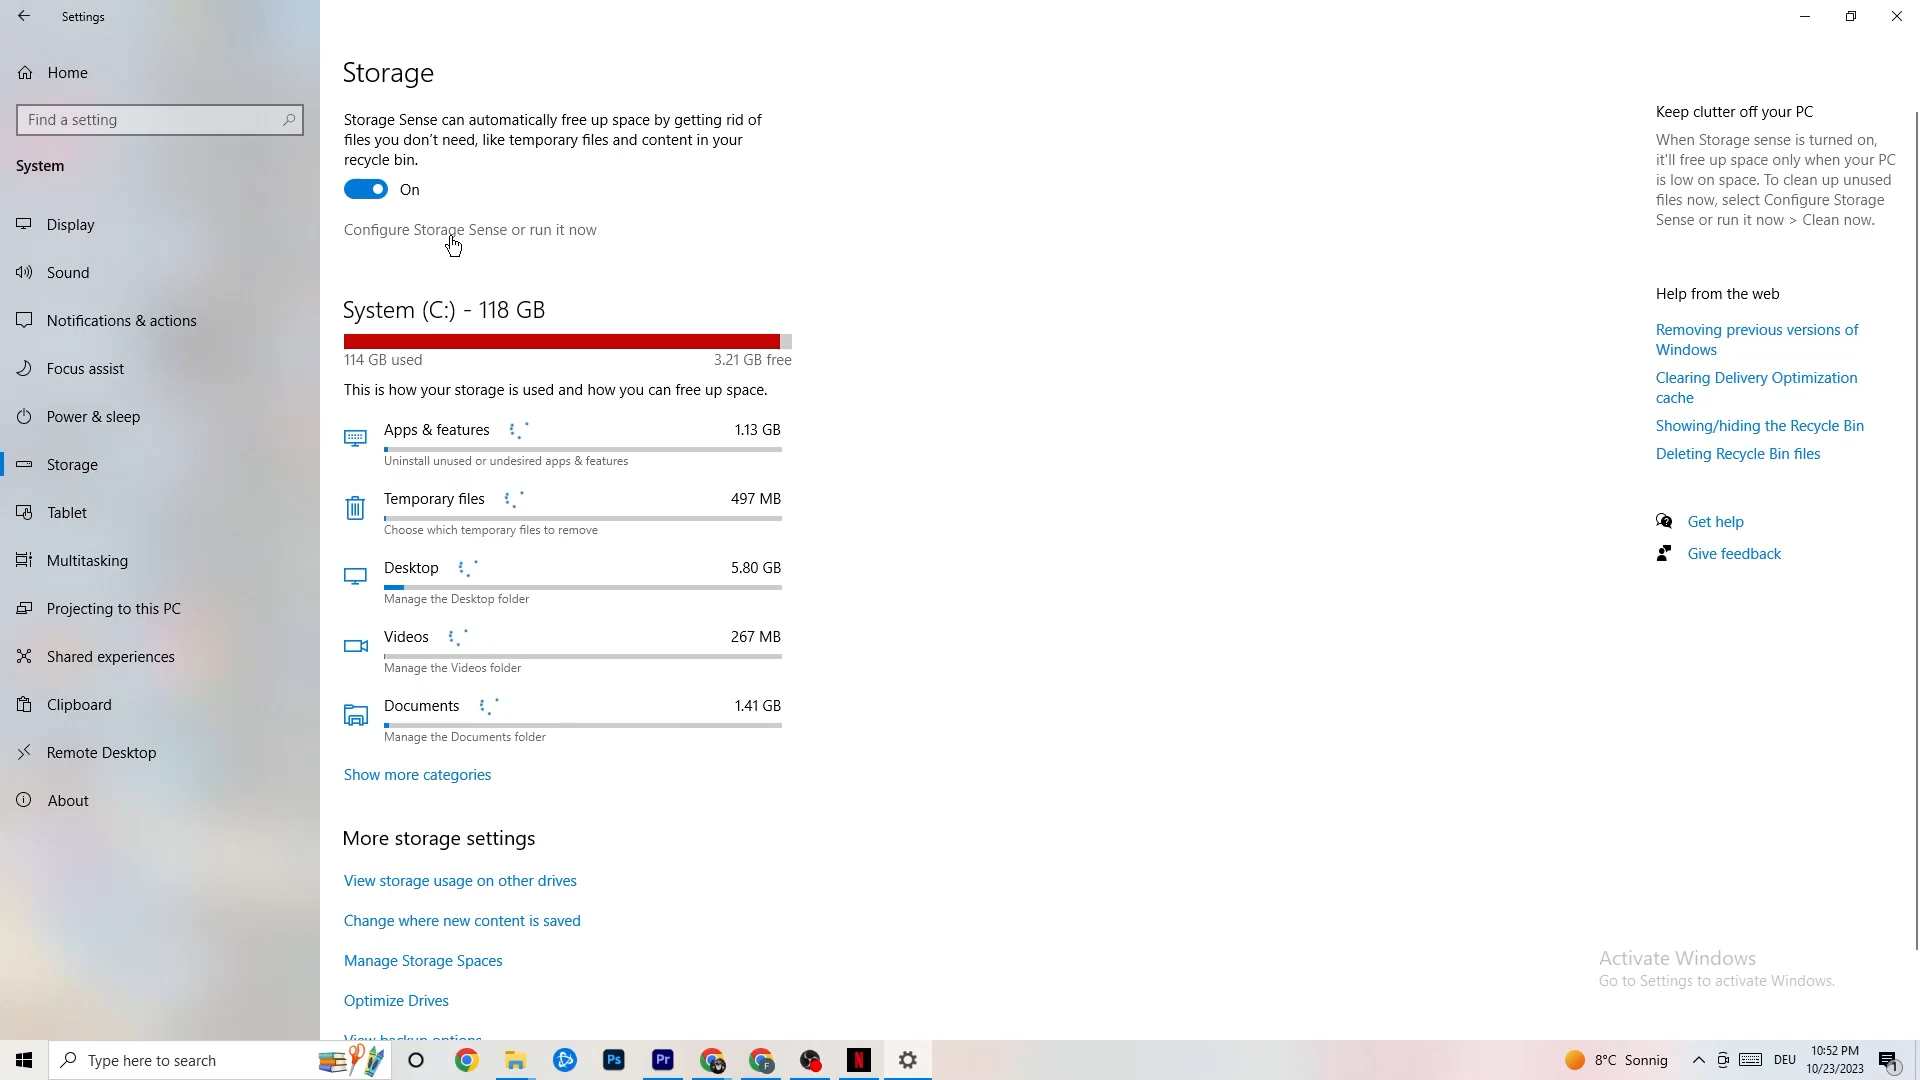 Settings
Home
Find a setting
System
Display
Sound
Notifications & actions
Focus assist
Power & sleep
Storage
Tablet
Multitasking
Projecting to this PC
Shared experiences
Clipboard
Remote Desktop
About
Storage
Storage Sense can automatically free up space by getting rid of
files you don't need, like temporary files and content in your
recycle bin.
On
Configure Storage Sense or run it now
System (C:) - 118 GB
114 GB used
3.21 GB free
This is how your storage is used and how you can free up space.
Apps & features
1.13 GB
Uninstall unused or undesired apps & features
Temporary files
497 MB
Choose which temporary files to remove
Desktop
5.80 GB
Manage the Desktop folder
Videos
267 MB
Manage the Videos folder
Documents
1.41 GB
Manage the Documents folder
Show more categories
More storage settings
View storage usage on other drives
Change where new content is saved
Manage Storage Spaces
Optimize Drives
View backup options
Keep clutter off your PC
When Storage sense is turned on,
it'll free up space only when your PC
is low on space. To clean up unused
files now, select Configure Storage
Sense or run it now > Clean now.
Help from the web
Removing previous versions of
Windows
Clearing Delivery Optimization
cache
Showing/hiding the Recycle Bin
Deleting Recycle Bin files
Get help
Give feedback
Activate Windows
Go to Settings to activate Windows.
Type here to search
Ps
Pr
F
N
8°C Sonnig
DEU
10:52 PM
10/23/2023
1